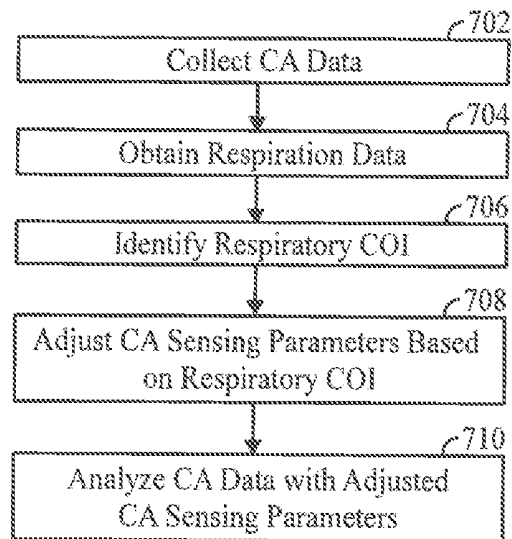 702
Collect CA Data
704
Obtain Respiration Data
706
Identify Respiratory COI
708
Adjust CA Sensing Parameters Based
on Respiratory COI
710
Analyze CA Data with Adjusted
CA Sensing Parameters